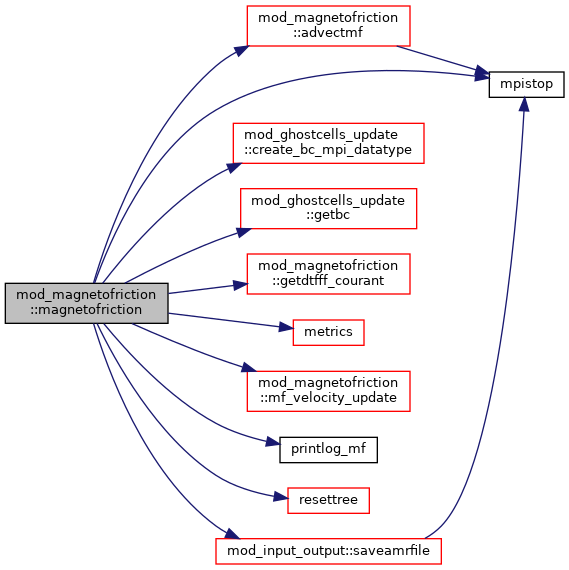 mod_magnetofriction
::advectmf
mpistop
mod_ghostcells_update
::create_bc_mpi_datatype
mod_ghostcells_update
::getbc
mod_magnetofriction
::getdtfff_courant
mod_magnetofriction
::magnetofriction
metrics
mod_magnetofriction
::mf_velocity_update
printlog_mf
resettree
mod_input_output::saveamrfile